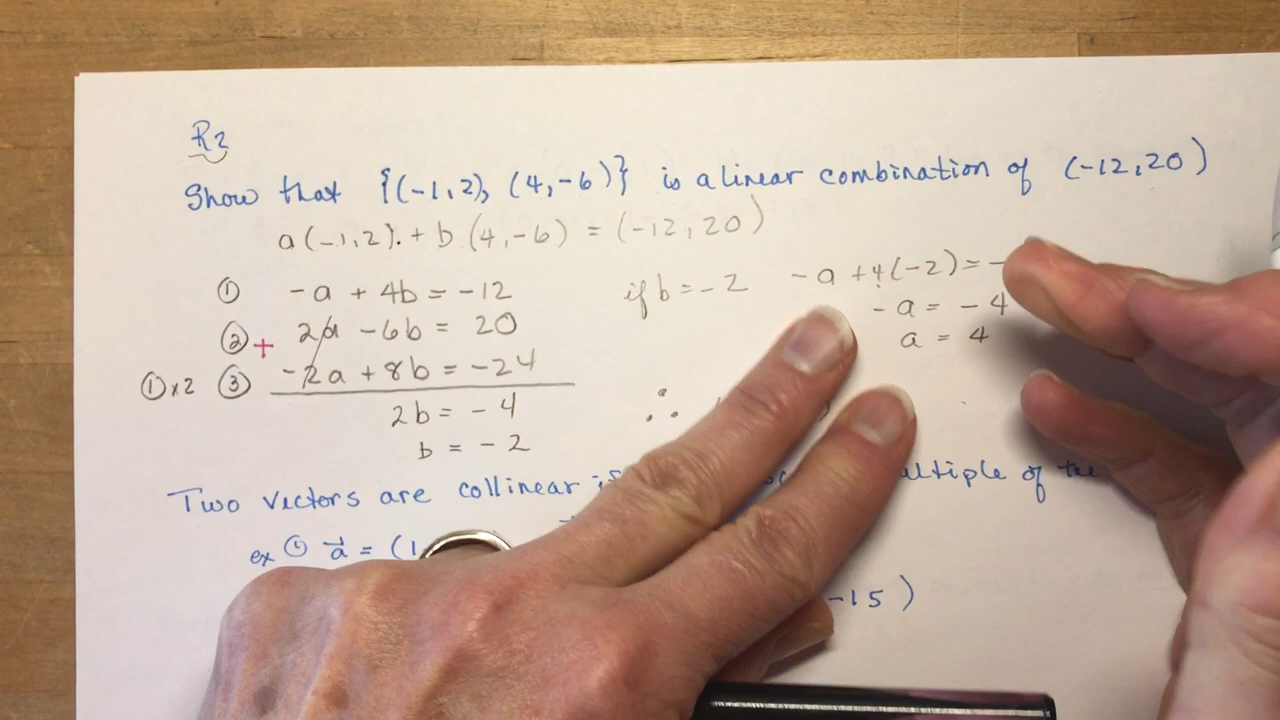 R2
Show that {(-1,2), (4,-6)} is a linear combination of (-12,20)
a(-1,2). + b(4,-6) = (-12,20)
① -a + 4b = -12
② + 2a - 6b = 20
①x2 ③ -2a + 8b = -24
2b = -4
b = -2
if b = -2 -a + 4(-2) = -
-a = -4
a = 4
∴
Two vectors are collinear of the
ex ① a⃗ = (1,
-15)